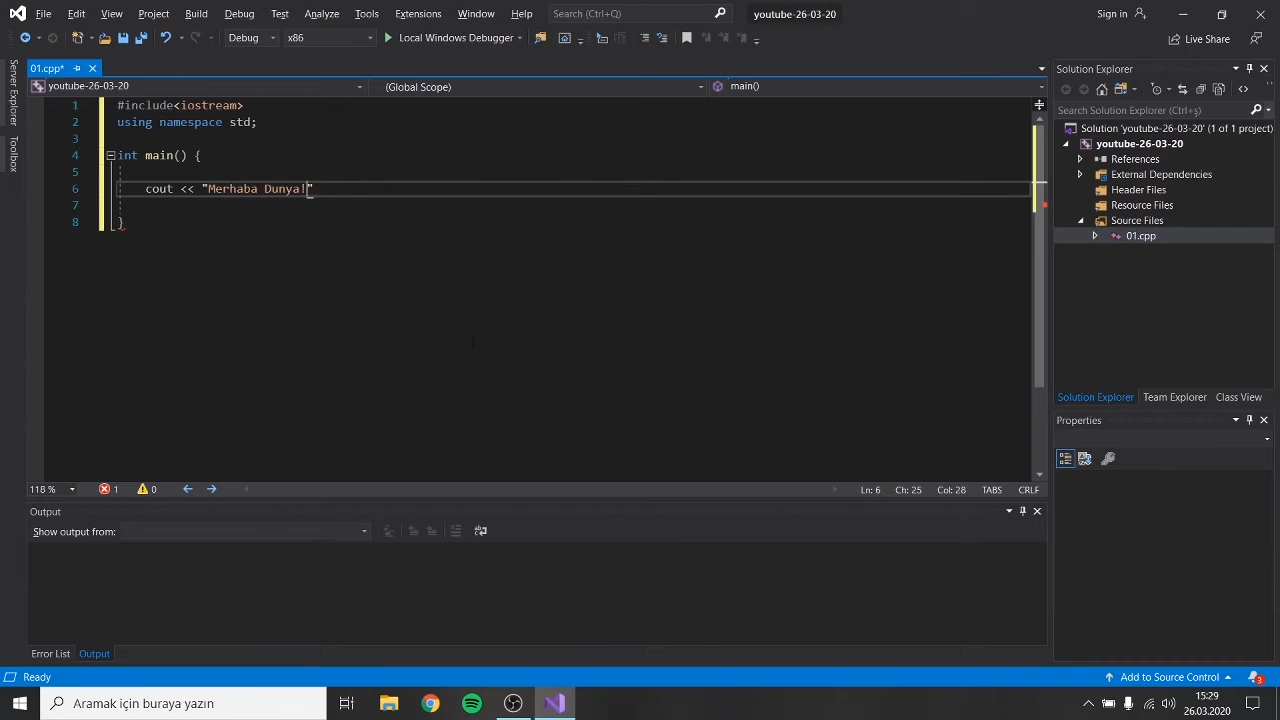 File Edit View Project Build Debug Test Analyze Tools Extensions Window Help Search (Ctrl+Q) youtube-26-03-20 Sign in
Debug x86 Local Windows Debugger Live Share
Server Explorer
Toolbox
01.cpp*
youtube-26-03-20 (Global Scope) main()
1 #include<iostream>
2 using namespace std;
3
4 int main() {
5
6 cout << "Merhaba Dunya!"
7
8 }
118 % 1 0 Ln: 6 Ch: 25 Col: 28 TABS CRLF
Output
Show output from:
Error List Output
Solution Explorer
Search Solution Explorer (Ctrl+ş)
Solution 'youtube-26-03-20' (1 of 1 project)
youtube-26-03-20
References
External Dependencies
Header Files
Resource Files
Source Files
01.cpp
Solution Explorer Team Explorer Class View
Properties
Ready Add to Source Control 3
Aramak için buraya yazın
15:29
26.03.2020